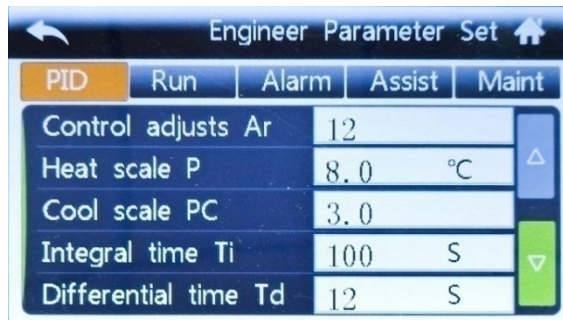 Engineer Parameter Set
PID Run Alarm Assist Maint
Control adjusts Ar 12
Heat scale P 8.0 °C
Cool scale PC 3.0
Integral time Ti 100 S
Differential time Td 12 S